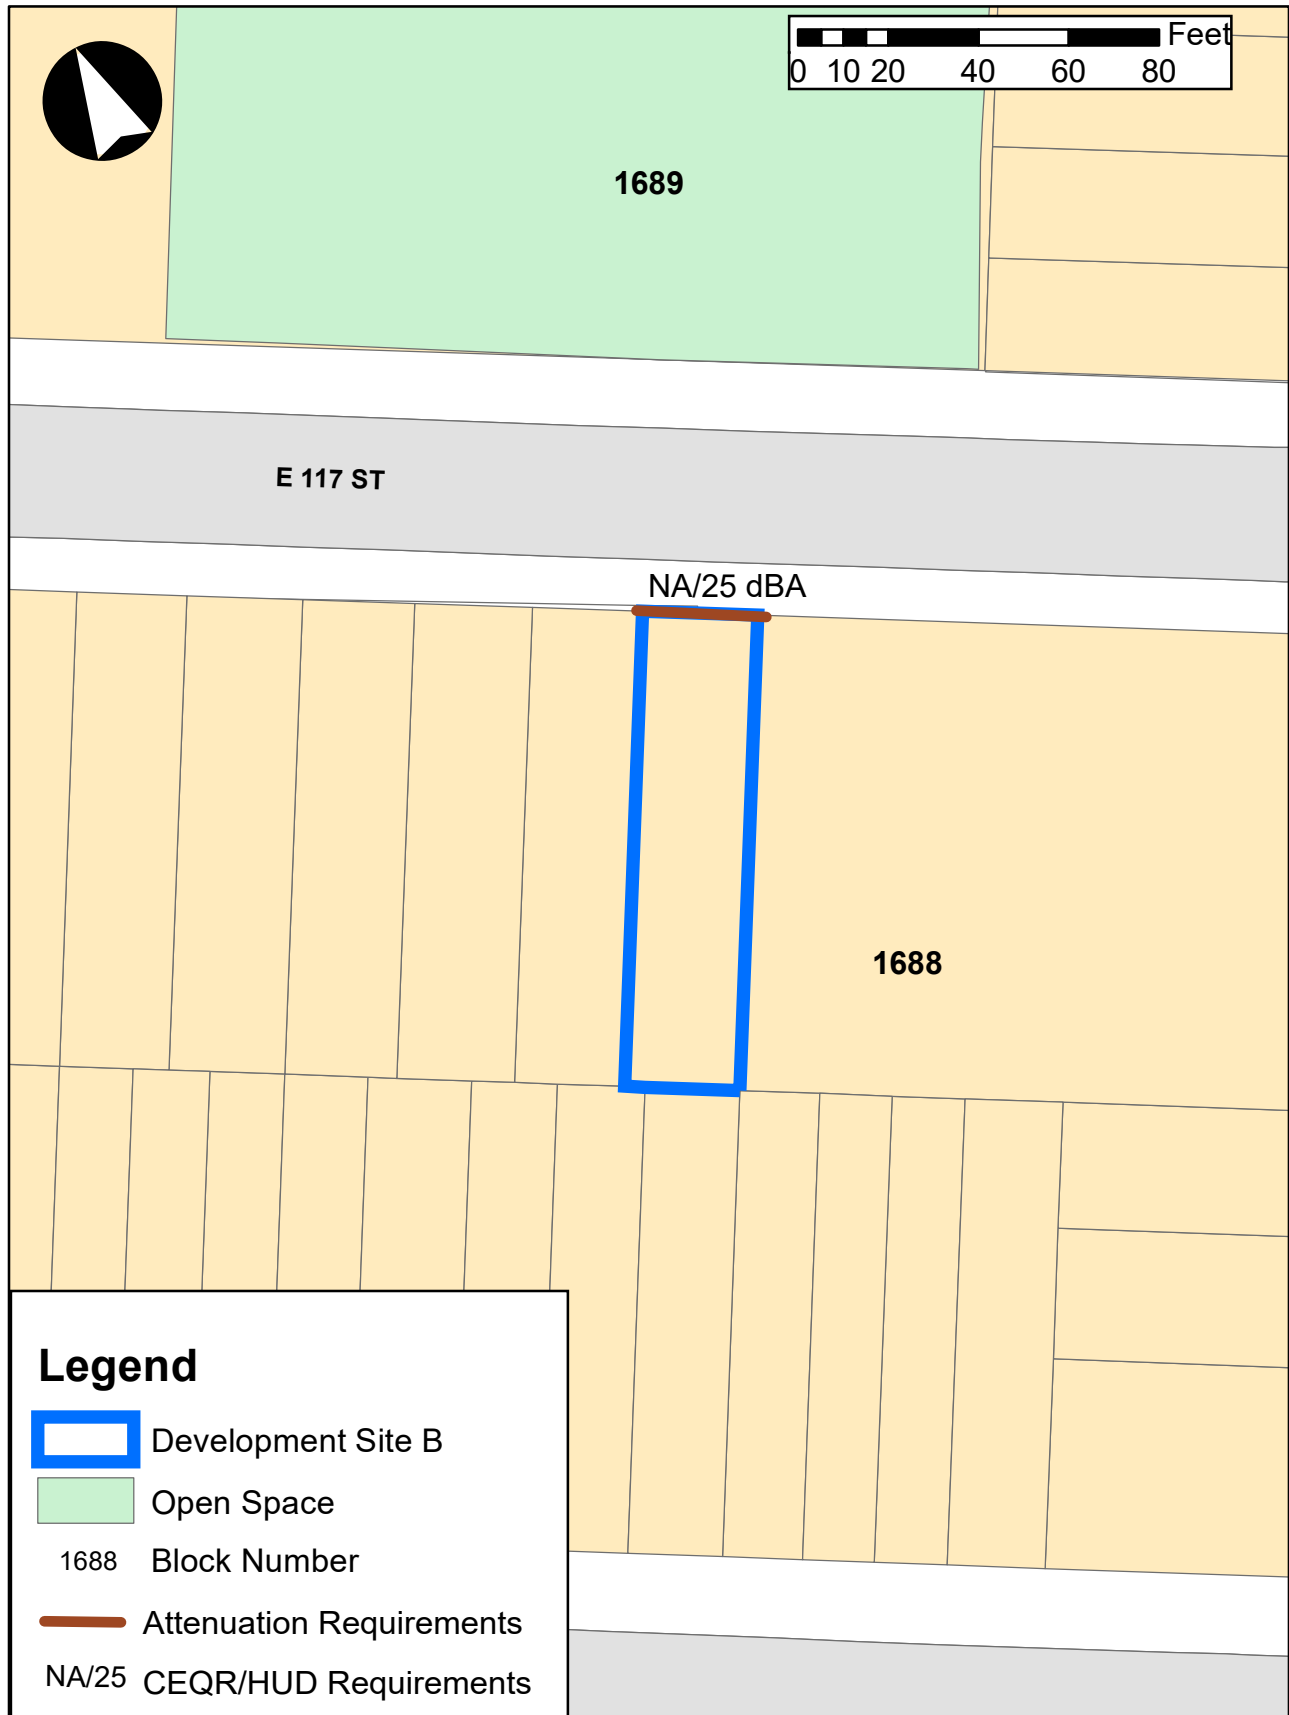 Feet
0 10 20 40 60 80
1689
E 117 ST
NA/25 dBA
1688
Legend
Development Site B
Open Space
1688 Block Number
Attenuation Requirements
NA/25 CEQR/HUD Requirements